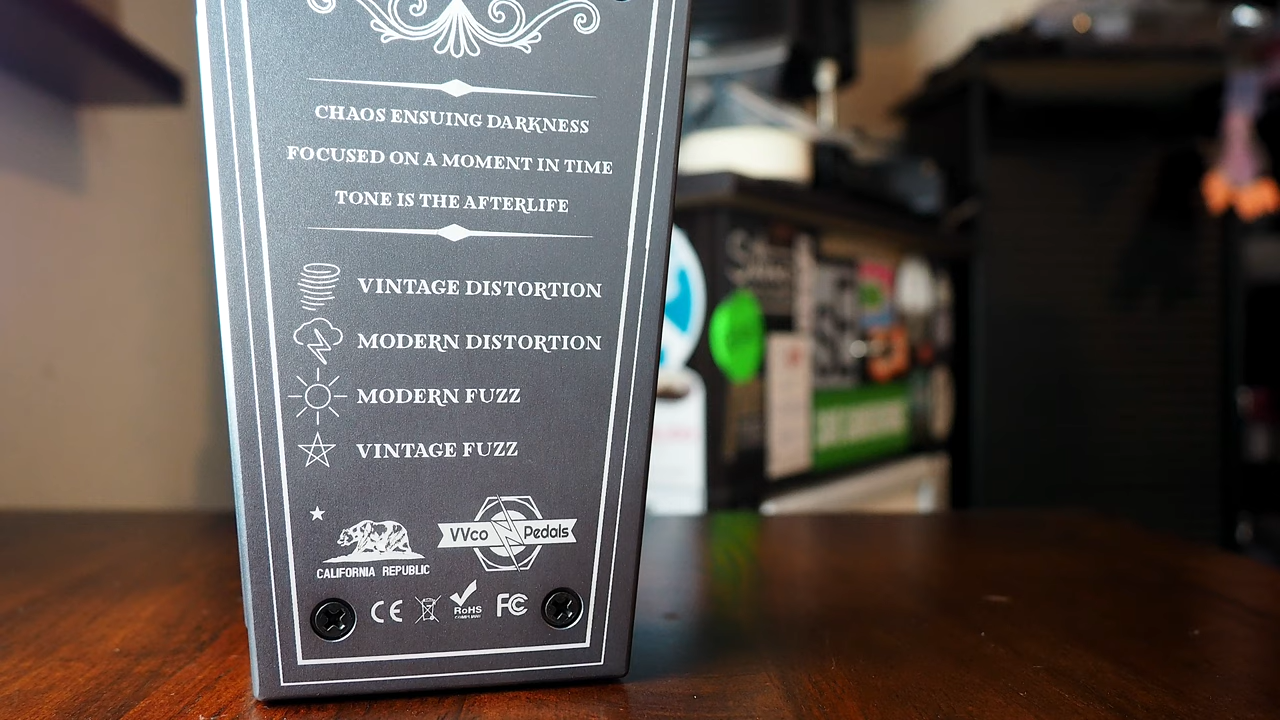 CHAOS ENSUING DARKNESS
FOCUSED ON A MOMENT IN TIME
TONE IS THE AFTERLIFE
VINTAGE DISTORTION
MODERN DISTORTION
MODERN FUZZ
VINTAGE FUZZ
CALIFORNIA REPUBLIC
VVco Pedals
CE
RoHS
FC